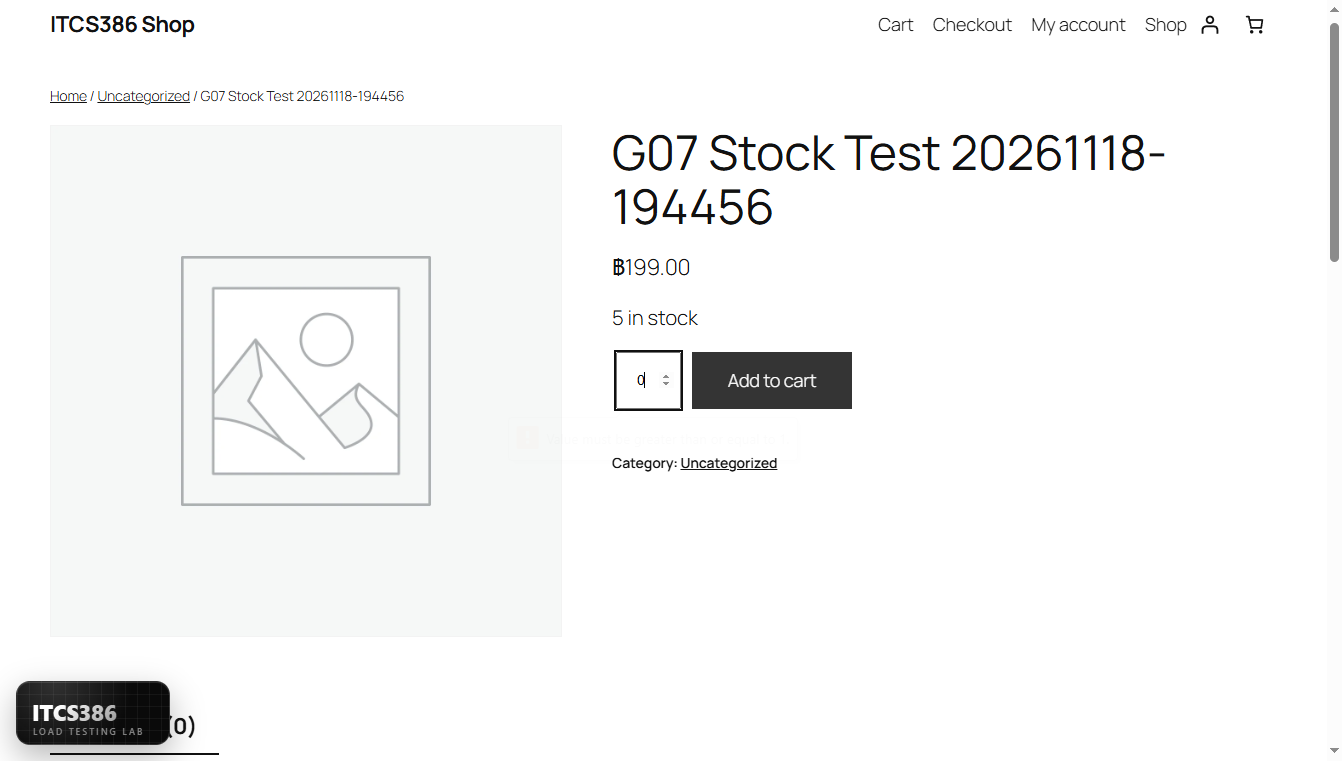 ITCS386 Shop
Cart Checkout My account Shop
Home / Uncategorized / G07 Stock Test 20261118-194456
G07 Stock Test 20261118-
194456
฿199.00
5 in stock
0
Add to cart
Category: Uncategorized
(0)
ITCS386
LOAD TESTING LAB